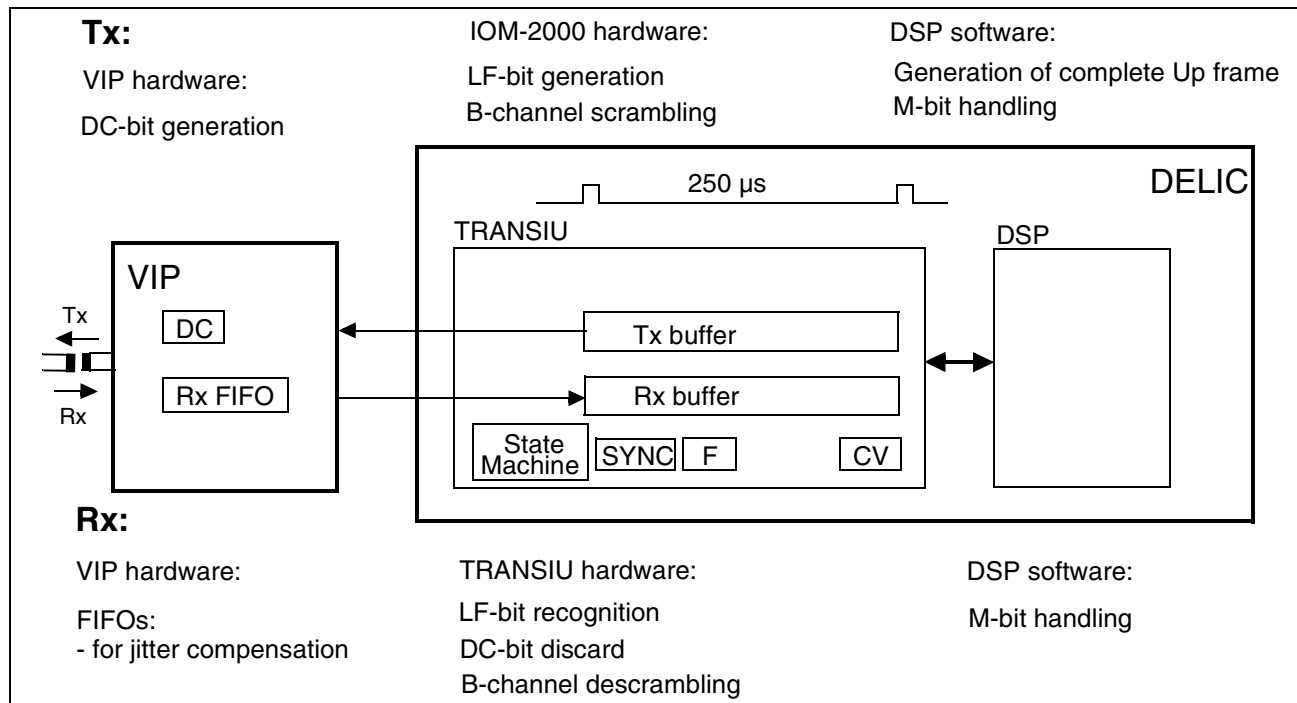 Tx:
VIP hardware:
DC-bit generation
IOM-2000 hardware:
LF-bit generation
B-channel scrambling
DSP software:
Generation of complete Up frame
M-bit handling
DELIC
250 µs
TRANSIU
DSP
VIP
Tx
DC
Rx FIFO
Rx
Tx buffer
Rx buffer
State
Machine
SYNC
F
CV
Rx:
VIP hardware:
FIFOs:
- for jitter compensation
TRANSIU hardware:
LF-bit recognition
DC-bit discard
B-channel descrambling
DSP software:
M-bit handling